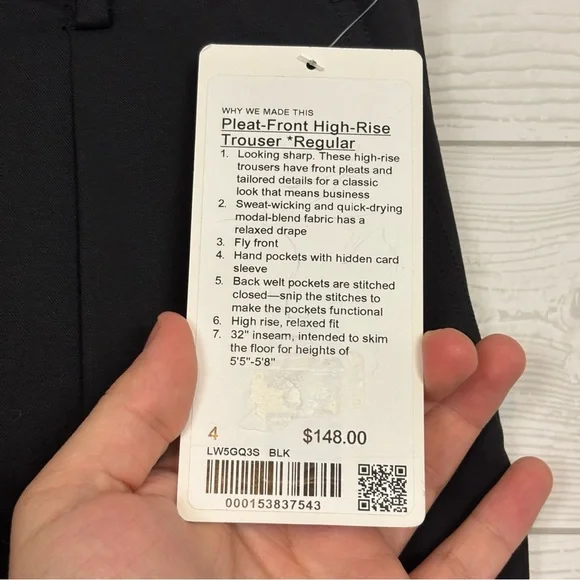 WHY WE MADE THIS
Pleat-Front High-Rise
Trouser *Regular
1. Looking sharp. These high-rise
trousers have front pleats and
tailored details for a classic
look that means business
2. Sweat-wicking and quick-drying
modal-blend fabric has a
relaxed drape
3. Fly front
4. Hand pockets with hidden card
sleeve
5. Back welt pockets are stitched
closed—snip the stitches to
make the pockets functional
6. High rise, relaxed fit
7. 32" inseam, intended to skim
the floor for heights of
5'5"-5'8"
4 $148.00
LW5GQ3S BLK
000153837543